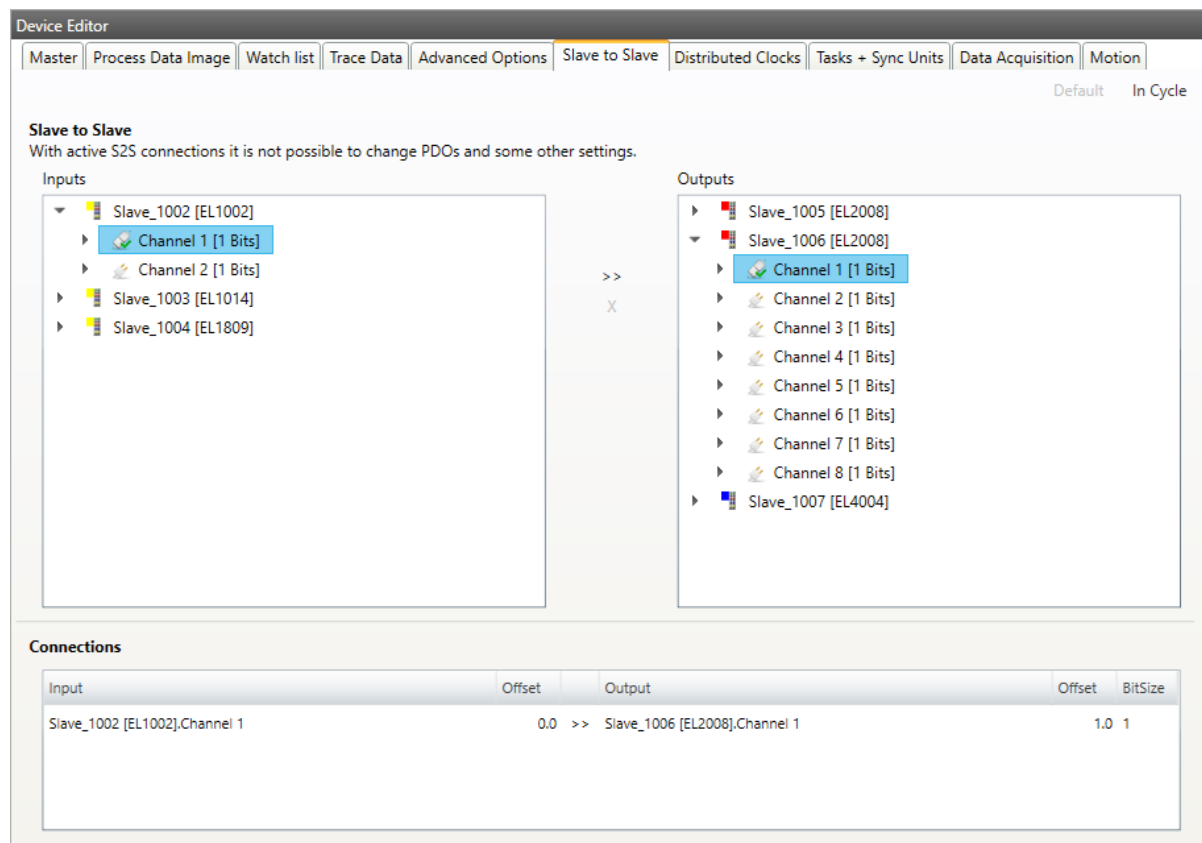 Device Editor
Master Process Data Image Watch list Trace Data Advanced Options Slave to Slave Distributed Clocks Tasks + Sync Units Data Acquisition Motion
Default In Cycle
Slave to Slave
With active S2S connections it is not possible to change PDOs and some other settings.
Inputs
Slave_1002 [EL1002]
Channel 1 [1 Bits]
Channel 2 [1 Bits]
Slave_1003 [EL1014]
Slave_1004 [EL1809]
>>
X
Outputs
Slave_1005 [EL2008]
Slave_1006 [EL2008]
Channel 1 [1 Bits]
Channel 2 [1 Bits]
Channel 3 [1 Bits]
Channel 4 [1 Bits]
Channel 5 [1 Bits]
Channel 6 [1 Bits]
Channel 7 [1 Bits]
Channel 8 [1 Bits]
Slave_1007 [EL4004]
Connections
Input Offset Output Offset BitSize
Slave_1002 [EL1002].Channel 1 0.0 >> Slave_1006 [EL2008].Channel 1 1.0 1